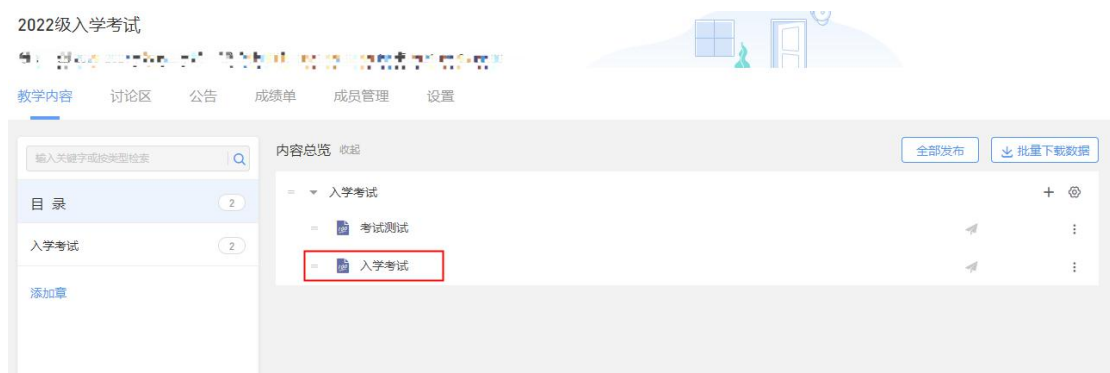 2022级入学考试
教学内容 讨论区 公告 成绩单 成员管理 设置
输入关键字或按类型检索
内容总览 收起 全部发布 批量下载数据
目 录 2
入学考试 2
添加章
入学考试
考试测试
入学考试